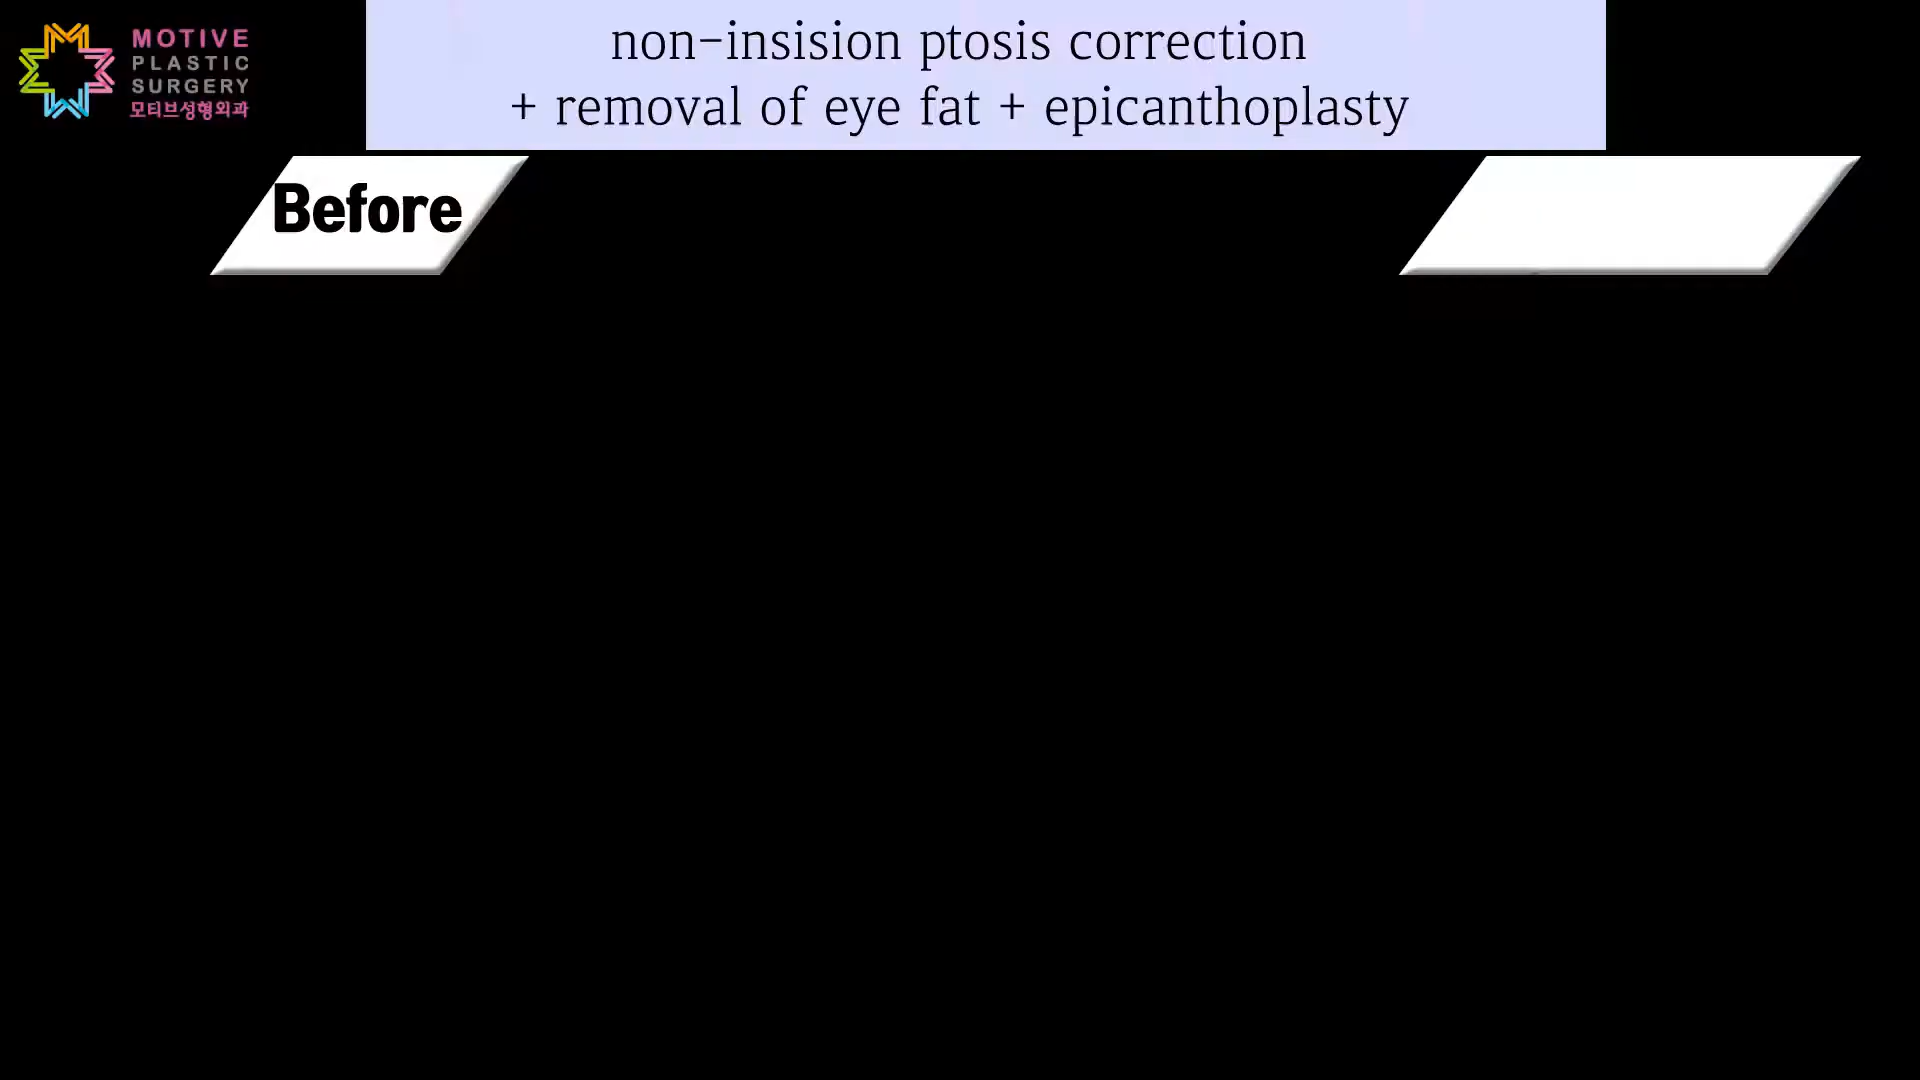 MOTIVE
PLASTIC
SURGERY
모티브성형외과
non-insision ptosis correction
+ removal of eye fat + epicanthoplasty
Before